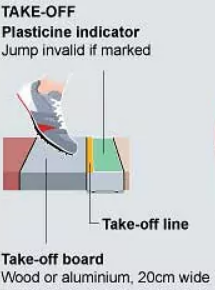 TAKE-OFF
Plasticine indicator
Jump invalid if marked
Take-off line
Take-off board
Wood or aluminium, 20cm wide